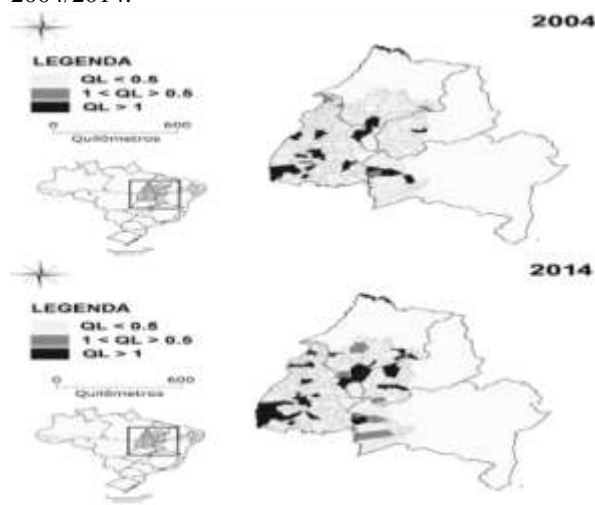 2004/2014.
2004
LEGENDA
QL < 0.5
1 < QL > 0.5
QL > 1
0 600
Quilômetros
2014
LEGENDA
QL < 0.5
1 < QL > 0.5
QL > 1
0 600
Quilômetros